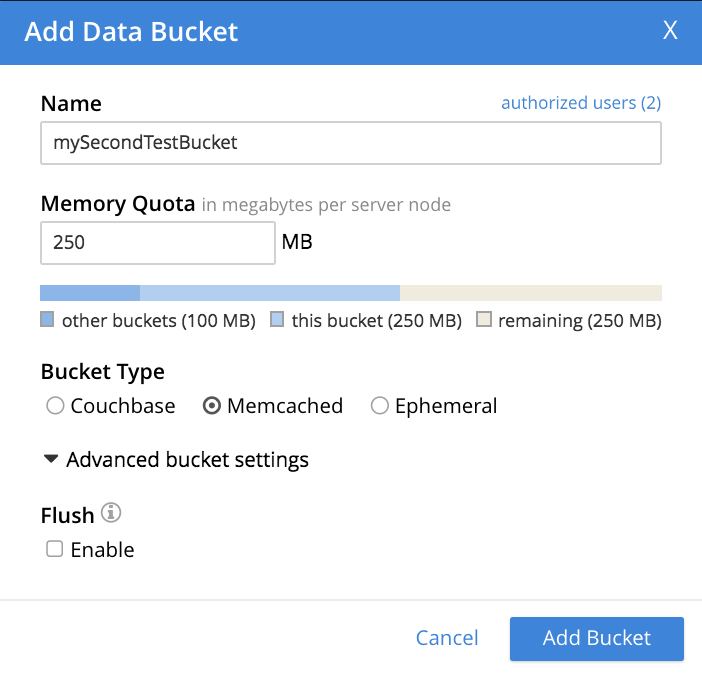 Add Data Bucket X
Name authorized users (2)
mySecondTestBucket
Memory Quota in megabytes per server node
250 MB
other buckets (100 MB) this bucket (250 MB) remaining (250 MB)
Bucket Type
Couchbase Memcached Ephemeral
Advanced bucket settings
Flush
Enable
Cancel Add Bucket